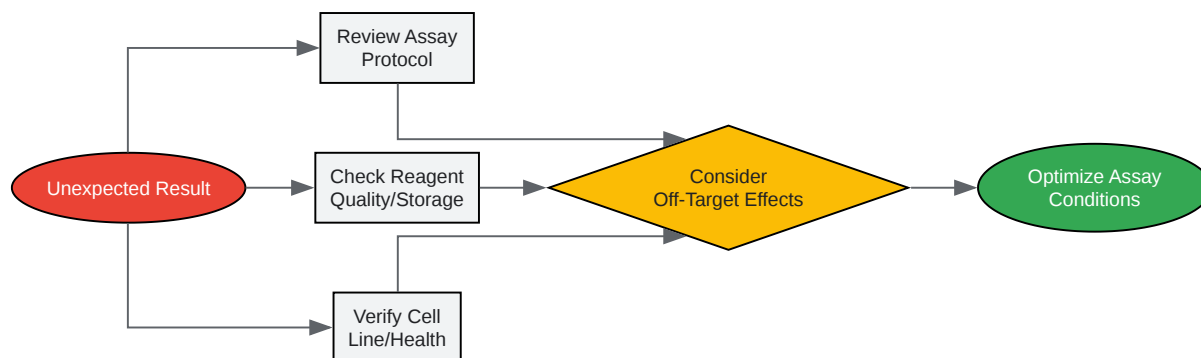 Review Assay
Protocol
Unexpected Result
Check Reagent
Quality/Storage
Consider
Off-Target Effects
Optimize Assay
Conditions
Verify Cell
Line/Health